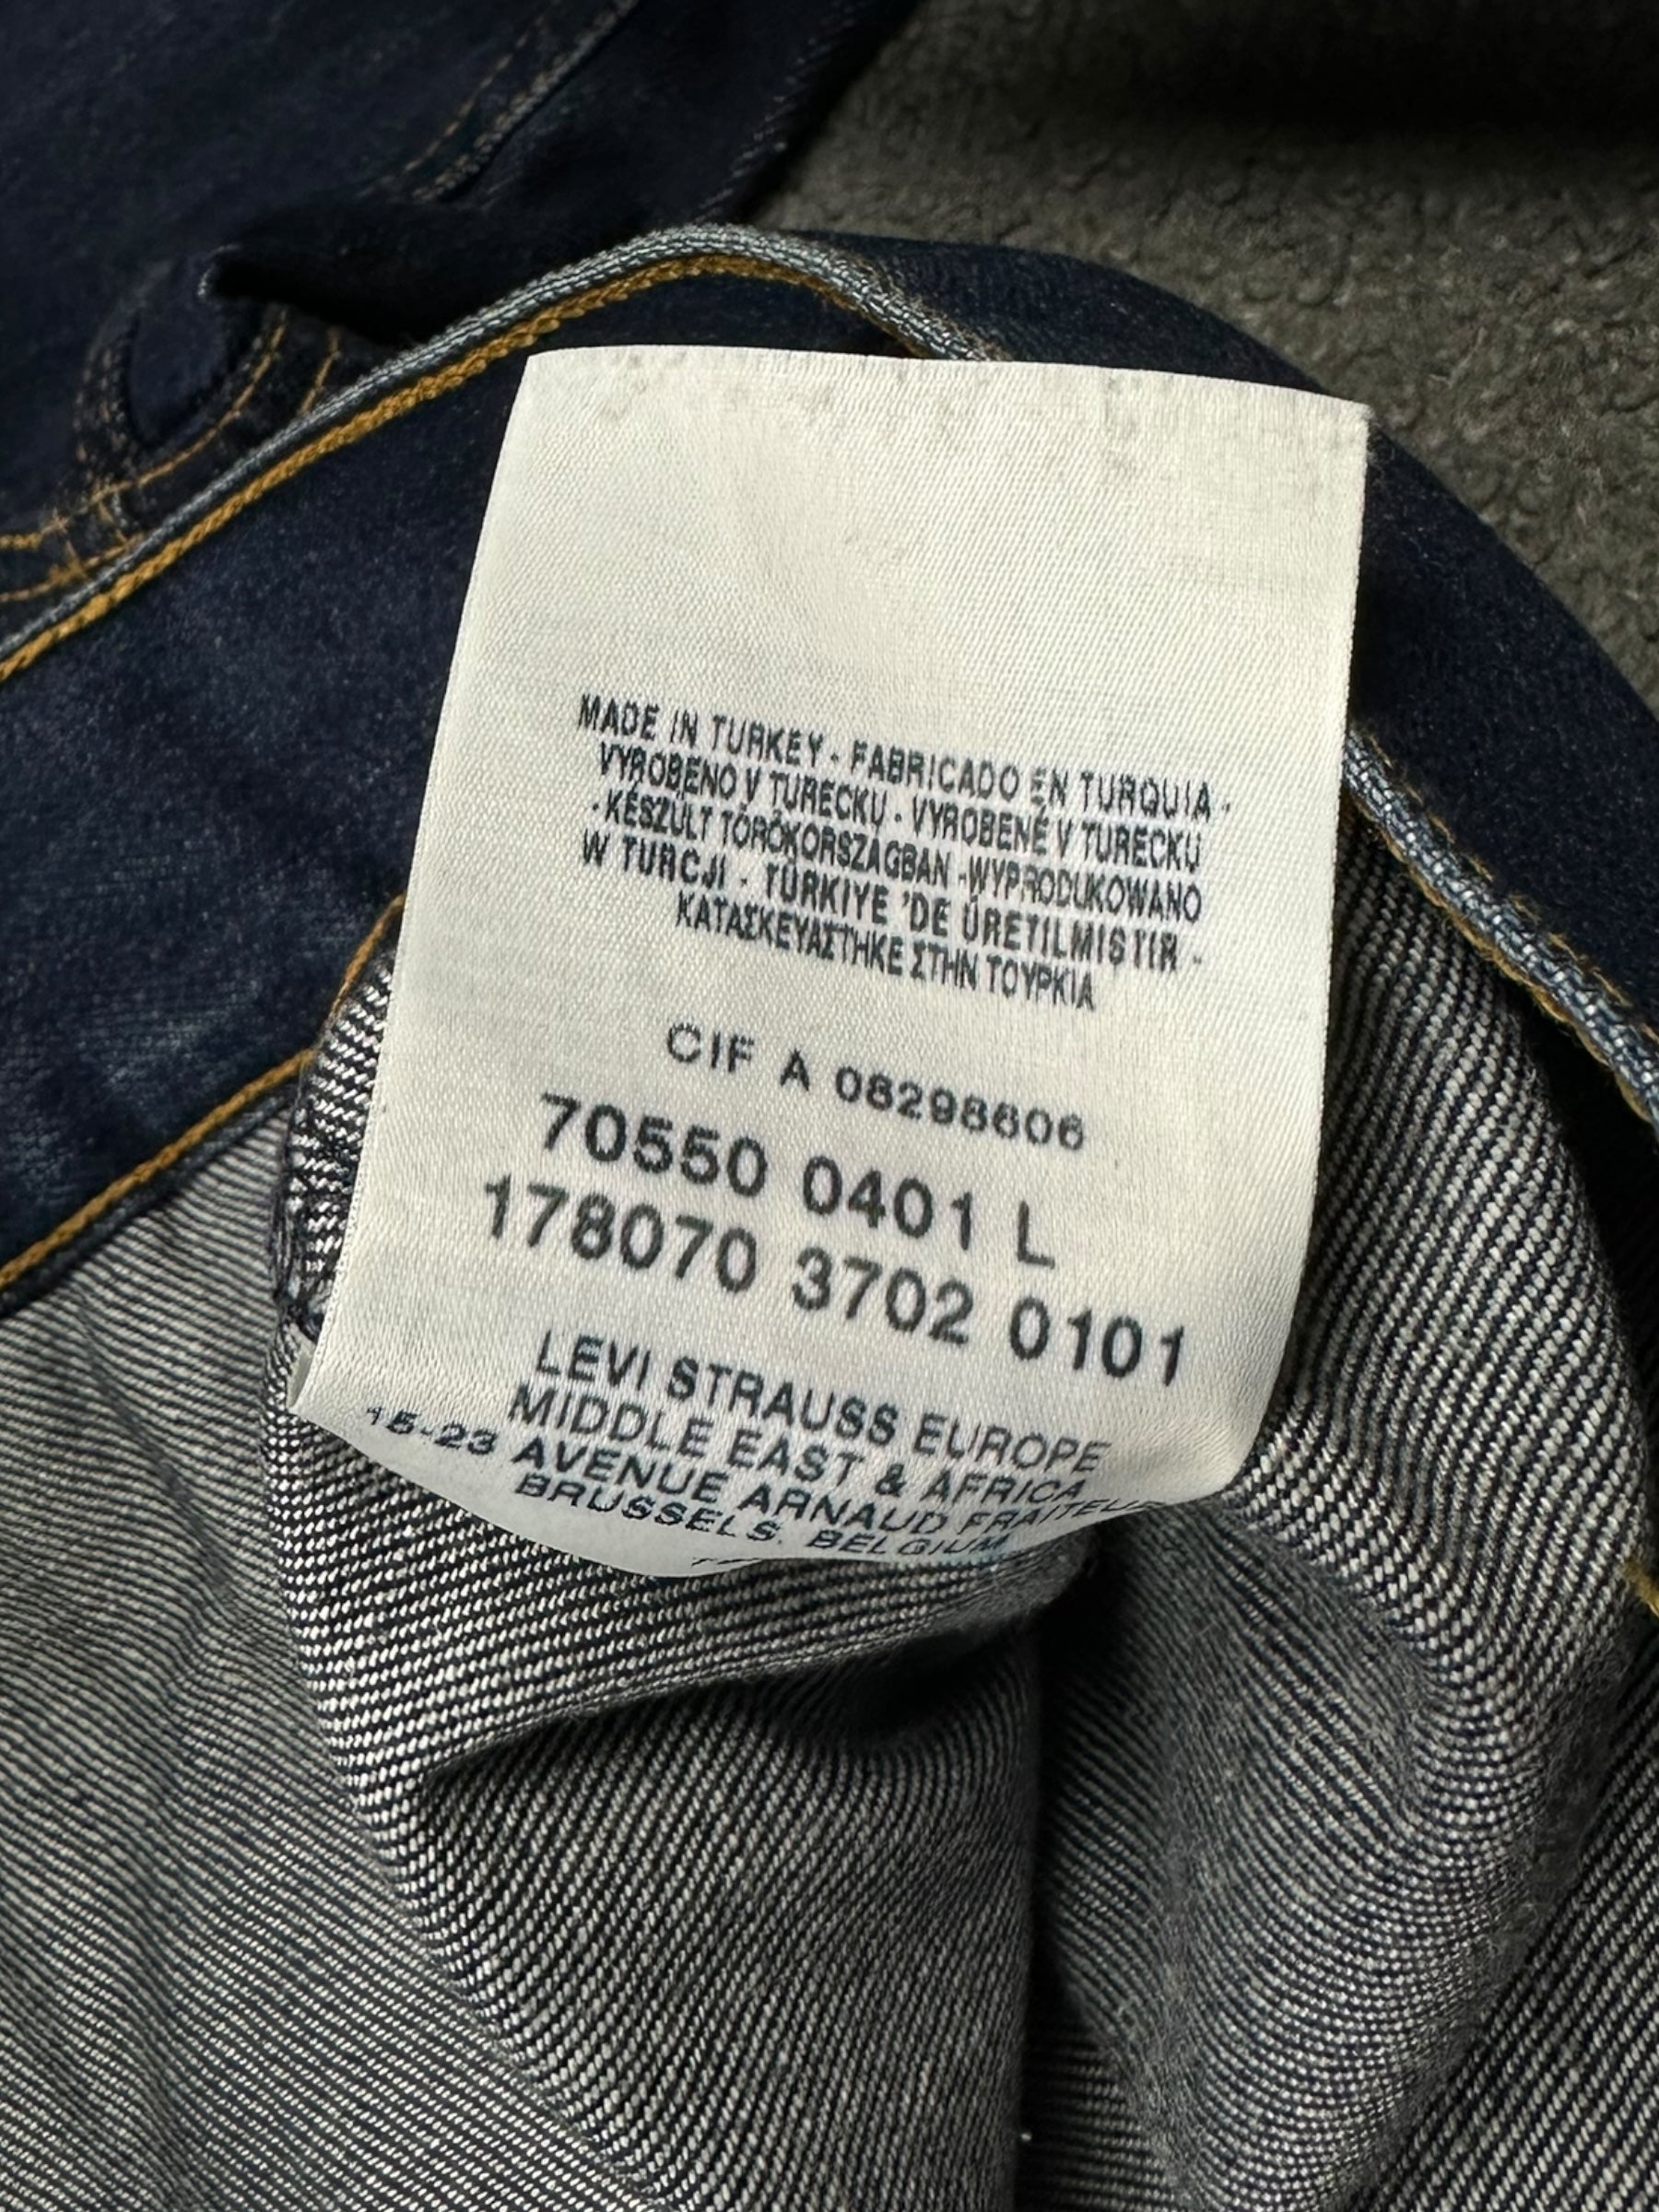 MADE IN TURKEY - FABRICADO EN TURQUIA -
VYROBENO V TURECKU - VYROBENÉ V TURECKU
- KÉSZÜLT TÖRÖKORSZAGBAN -WYPRODUKOWANO
W TURCJI - TÜRKIYE 'DE ÜRETILMISTIR -
ΚΑΤΑΣΚΕΥΑΣΤΗΚΕ ΣΤΗΝ ΤΟΥΡΚΙΑ
CIF A 08298606
70550 0401 L
178070 3702 0101
LEVI STRAUSS EUROPE
MIDDLE EAST & AFRICA
15-23 AVENUE ARNAUD FRAITEUR
BRUSSELS. BELGIUM